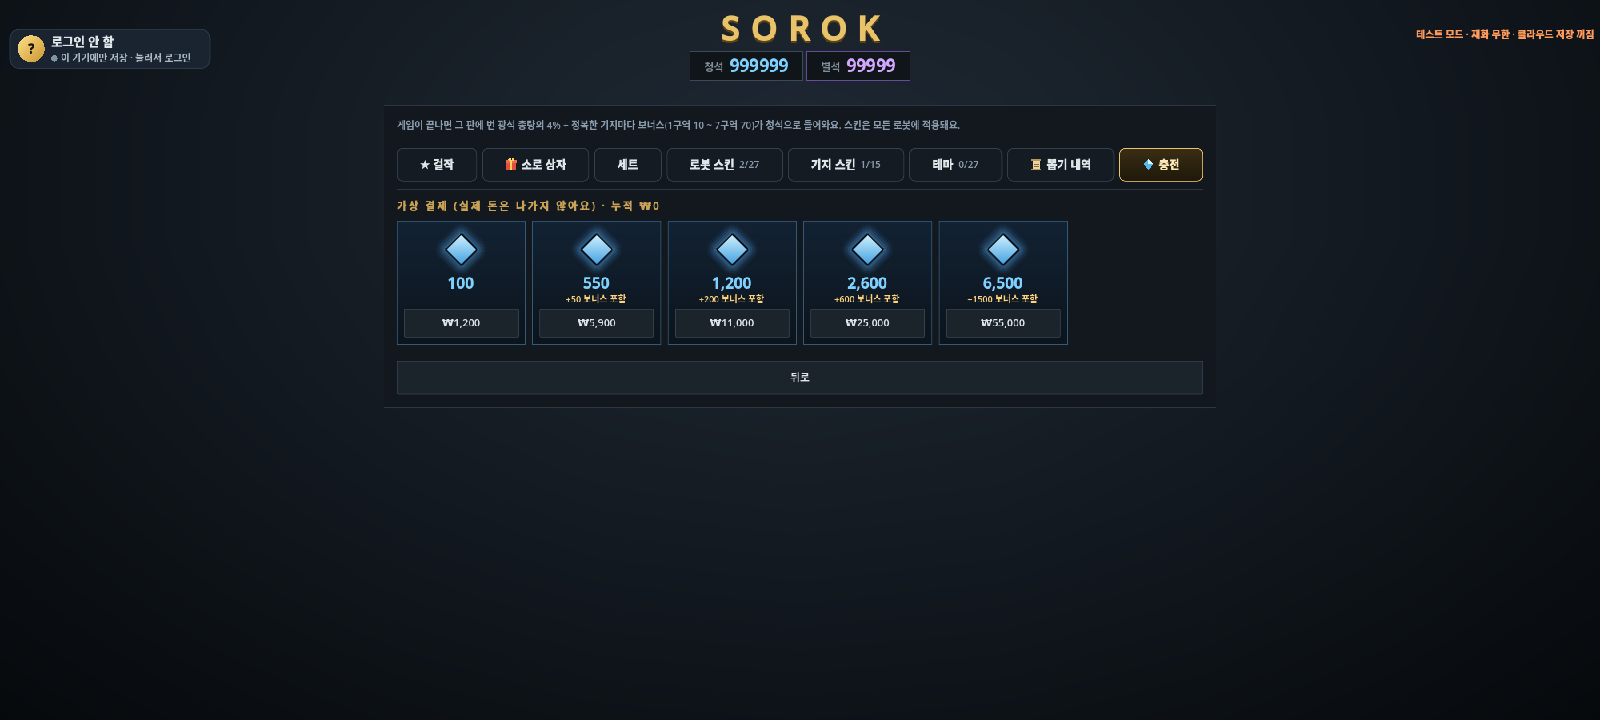 SOROK
? 로그인 안 함
이 기기에만 저장 · 눌러서 로그인
테스트 모드 · 재화 무한 · 클라우드 저장 꺼짐
청석 999999 별석 99999
게임이 끝나면 그 판에 번 광석 총량의 4% + 정복한 기지마다 보너스(1구역 10 ~ 7구역 70)가 청석으로 들어와요. 스킨은 모든 로봇에 적용돼요.
★ 걸작 소로 상자 세트 로봇 스킨 2/27 기지 스킨 1/15 테마 0/27 뽑기 내역 충전
가상 결제 (실제 돈은 나가지 않아요) · 누적 ₩0
100 550 1,200 2,600 6,500
+50 보너스 포함 +200 보너스 포함 +600 보너스 포함 +1500 보너스 포함
₩1,200 ₩5,900 ₩11,000 ₩25,000 ₩55,000
뒤로